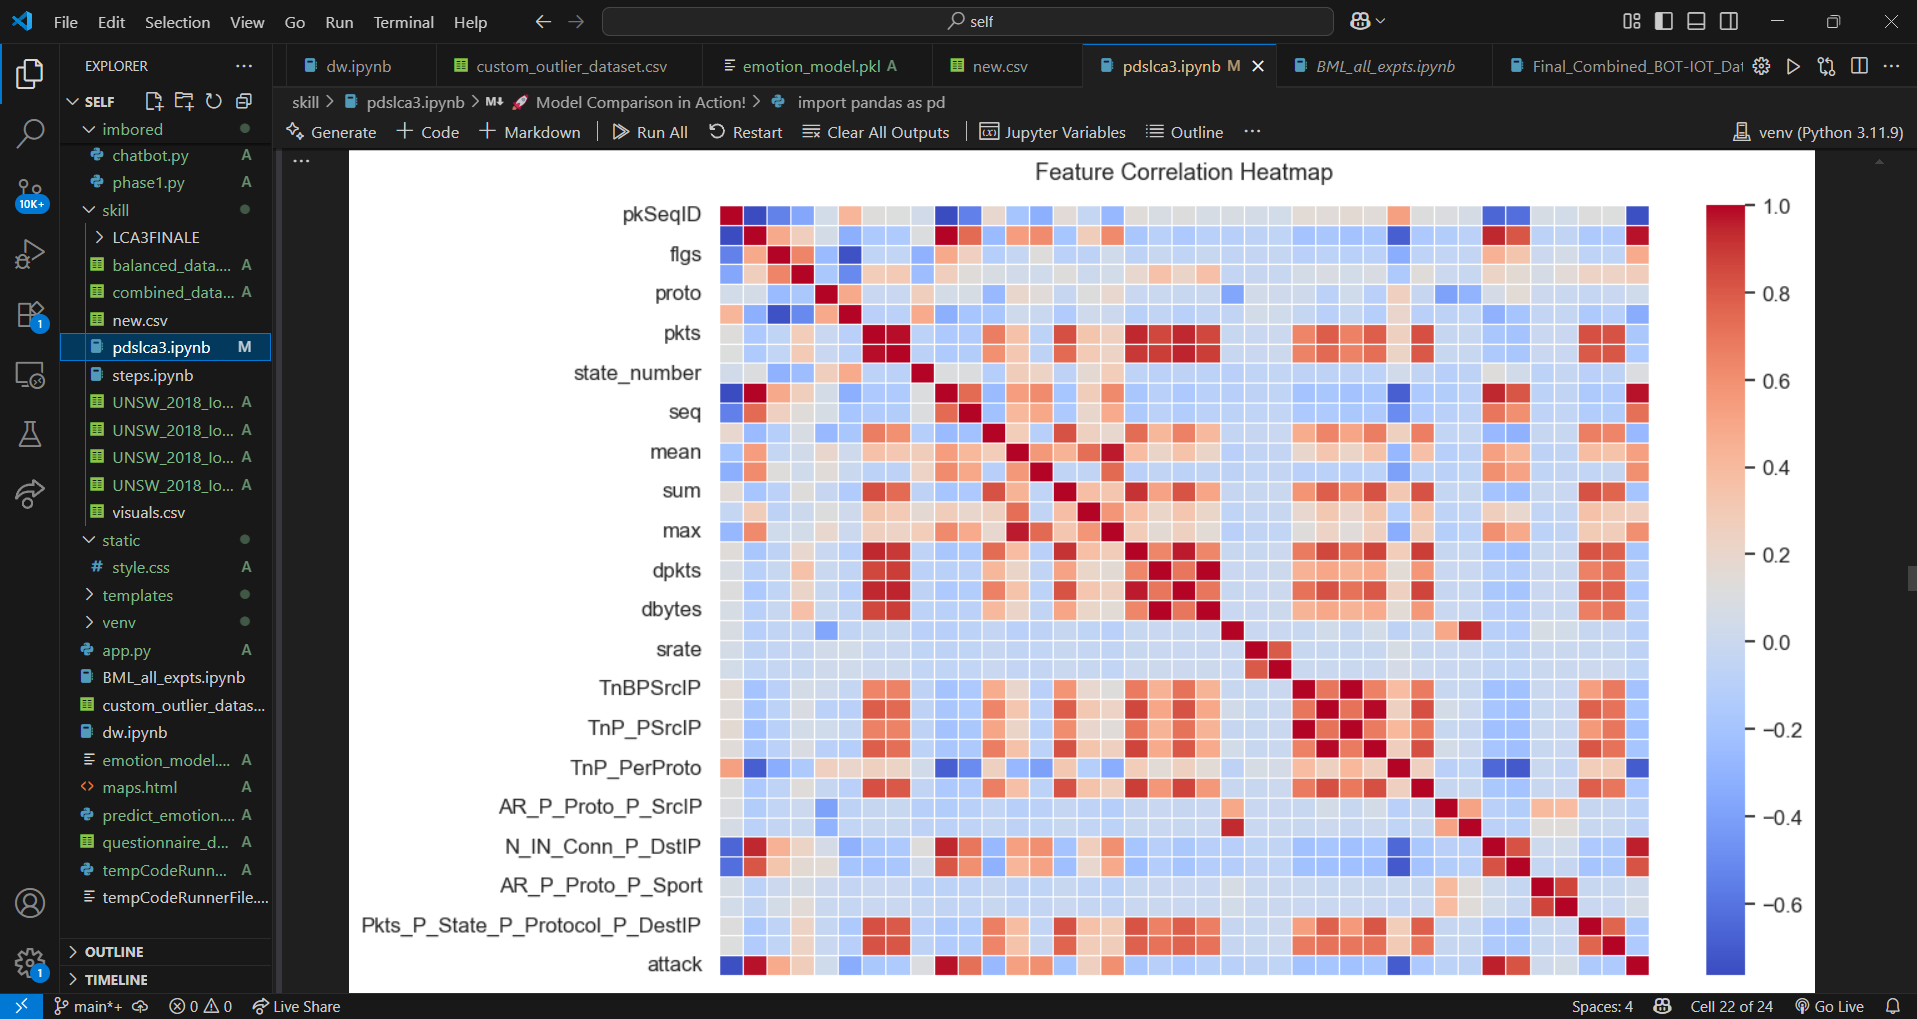 File Edit Selection View Go Run Terminal Help
self
EXPLORER
dw.ipynb
custom_outlier_dataset.csv
emotion_model.pkl A
new.csv
pdslca3.ipynb M
BML_all_expts.ipynb
Final_Combined_BOT-IOT_Dat
SELF
skill > pdslca3.ipynb > M↓ 🚀 Model Comparison in Action! > import pandas as pd
Generate + Code + Markdown Run All Restart Clear All Outputs Jupyter Variables Outline ...
venv (Python 3.11.9)
imbored
chatbot.py A
phase1.py A
skill
LCA3FINALE
balanced_data.... A
combined_data... A
new.csv
pdslca3.ipynb M
steps.ipynb
UNSW_2018_Io... A
UNSW_2018_Io... A
UNSW_2018_Io... A
UNSW_2018_Io... A
visuals.csv
static
style.css A
templates
venv
app.py A
BML_all_expts.ipynb
custom_outlier_datas...
dw.ipynb
emotion_model.... A
maps.html A
predict_emotion.... A
questionnaire_d... A
tempCodeRunn... A
tempCodeRunnerFile....
OUTLINE
TIMELINE
10K+
1
1
Feature Correlation Heatmap
pkSeqID
flgs
proto
pkts
state_number
seq
mean
sum
max
dpkts
dbytes
srate
TnBPSrcIP
TnP_PSrcIP
TnP_PerProto
AR_P_Proto_P_SrcIP
N_IN_Conn_P_DstIP
AR_P_Proto_P_Sport
Pkts_P_State_P_Protocol_P_DestIP
attack
1.0
0.8
0.6
0.4
0.2
0.0
−0.2
−0.4
−0.6
main*+ 0 0 Live Share
Spaces: 4 Cell 22 of 24 Go Live